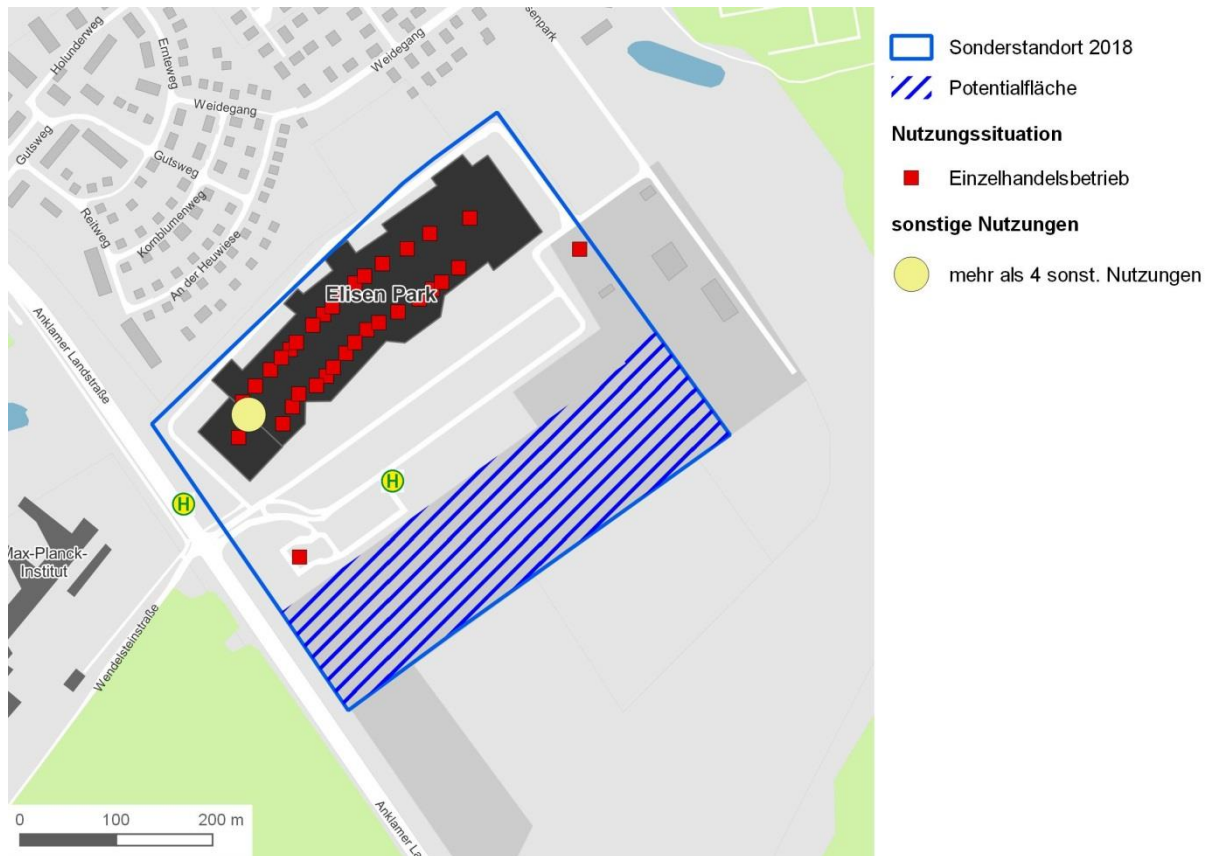 Holunderweg
Ernteweg
Weidegang
senpark
Weidegang
Gutsweg
Gutsweg
Reitweg
Kornblumenweg
An der Heuwiese
Anklamer Landstraße
Elisen Park
H
H
Max-Planck-
Institut
Wendelsteinstraße
Anklamer La
0 100 200 m
Sonderstandort 2018
Potentialfläche
Nutzungssituation
Einzelhandelsbetrieb
sonstige Nutzungen
mehr als 4 sonst. Nutzungen